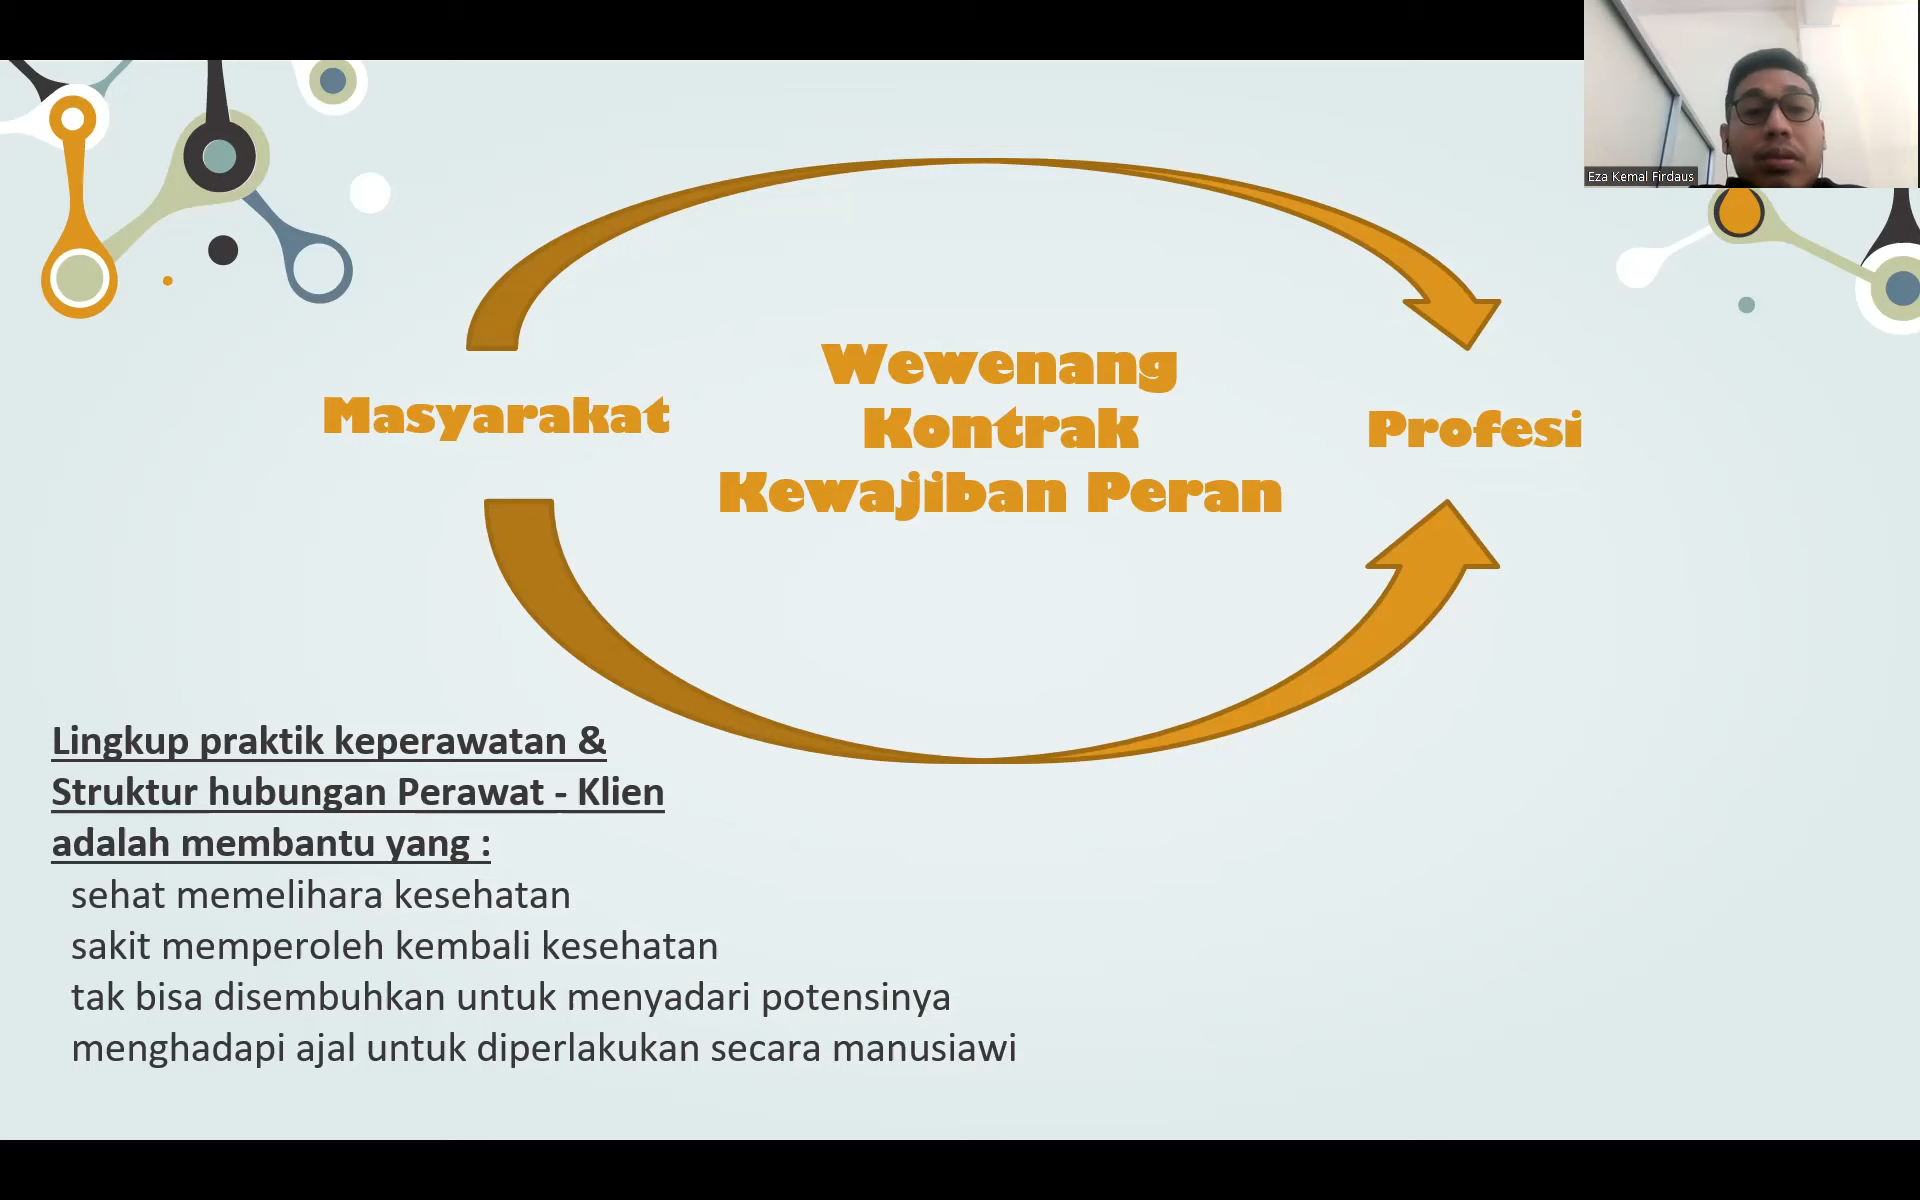 Eza Kemal Firdaus
Wewenang
Kontrak
Kewajiban Peran
Masyarakat
Profesi
Lingkup praktik keperawatan &
Struktur hubungan Perawat - Klien
adalah membantu yang :
sehat memelihara kesehatan
sakit memperoleh kembali kesehatan
tak bisa disembuhkan untuk menyadari potensinya
menghadapi ajal untuk diperlakukan secara manusiawi